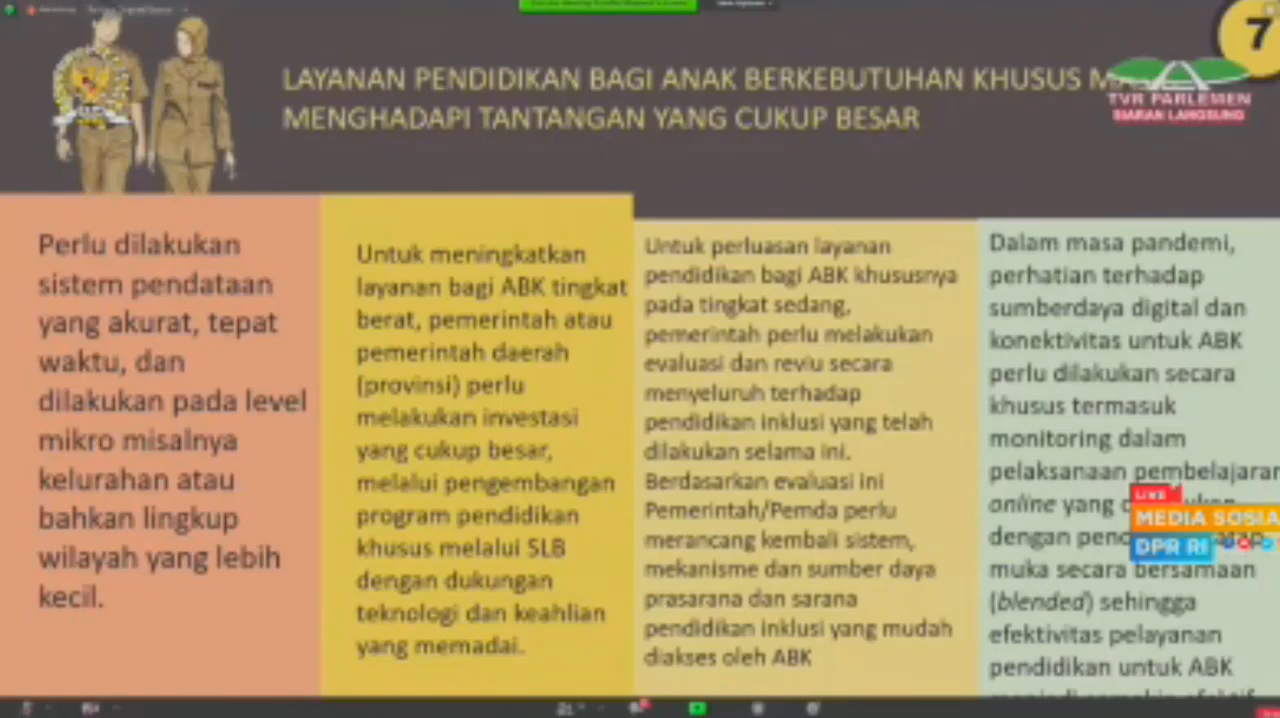 7
LAYANAN PENDIDIKAN BAGI ANAK BERKEBUTUHAN KHUSUS
MENGHADAPI TANTANGAN YANG CUKUP BESAR
TVR PARLEMEN
SIARAN LANGSUNG
Perlu dilakukan
sistem pendataan
yang akurat, tepat
waktu, dan
dilakukan pada level
mikro misalnya
kelurahan atau
bahkan lingkup
wilayah yang lebih
kecil.
Untuk meningkatkan
layanan bagi ABK tingkat
berat, pemerintah atau
pemerintah daerah
(provinsi) perlu
melakukan investasi
yang cukup besar,
melalui pengembangan
program pendidikan
khusus melalui SLB
dengan dukungan
teknologi dan keahlian
yang memadai.
Untuk perluasan layanan
pendidikan bagi ABK khususnya
pada tingkat sedang,
pemerintah perlu melakukan
evaluasi dan reviu secara
menyeluruh terhadap
pendidikan inklusi yang telah
dilakukan selama ini.
Berdasarkan evaluasi ini
Pemerintah/Pemda perlu
merancang kembali sistem,
mekanisme dan sumber daya
prasarana dan sarana
pendidikan inklusi yang mudah
diakses oleh ABK
Dalam masa pandemi,
perhatian terhadap
sumberdaya digital dan
konektivitas untuk ABK
perlu dilakukan secara
khusus termasuk
monitoring dalam
pelaksanaan pembelajaran
online yang
dengan
muka secara bersamaan
(blended) sehingga
efektivitas pelayanan
pendidikan untuk ABK
LIVE
MEDIA SOSIA
DPR RI